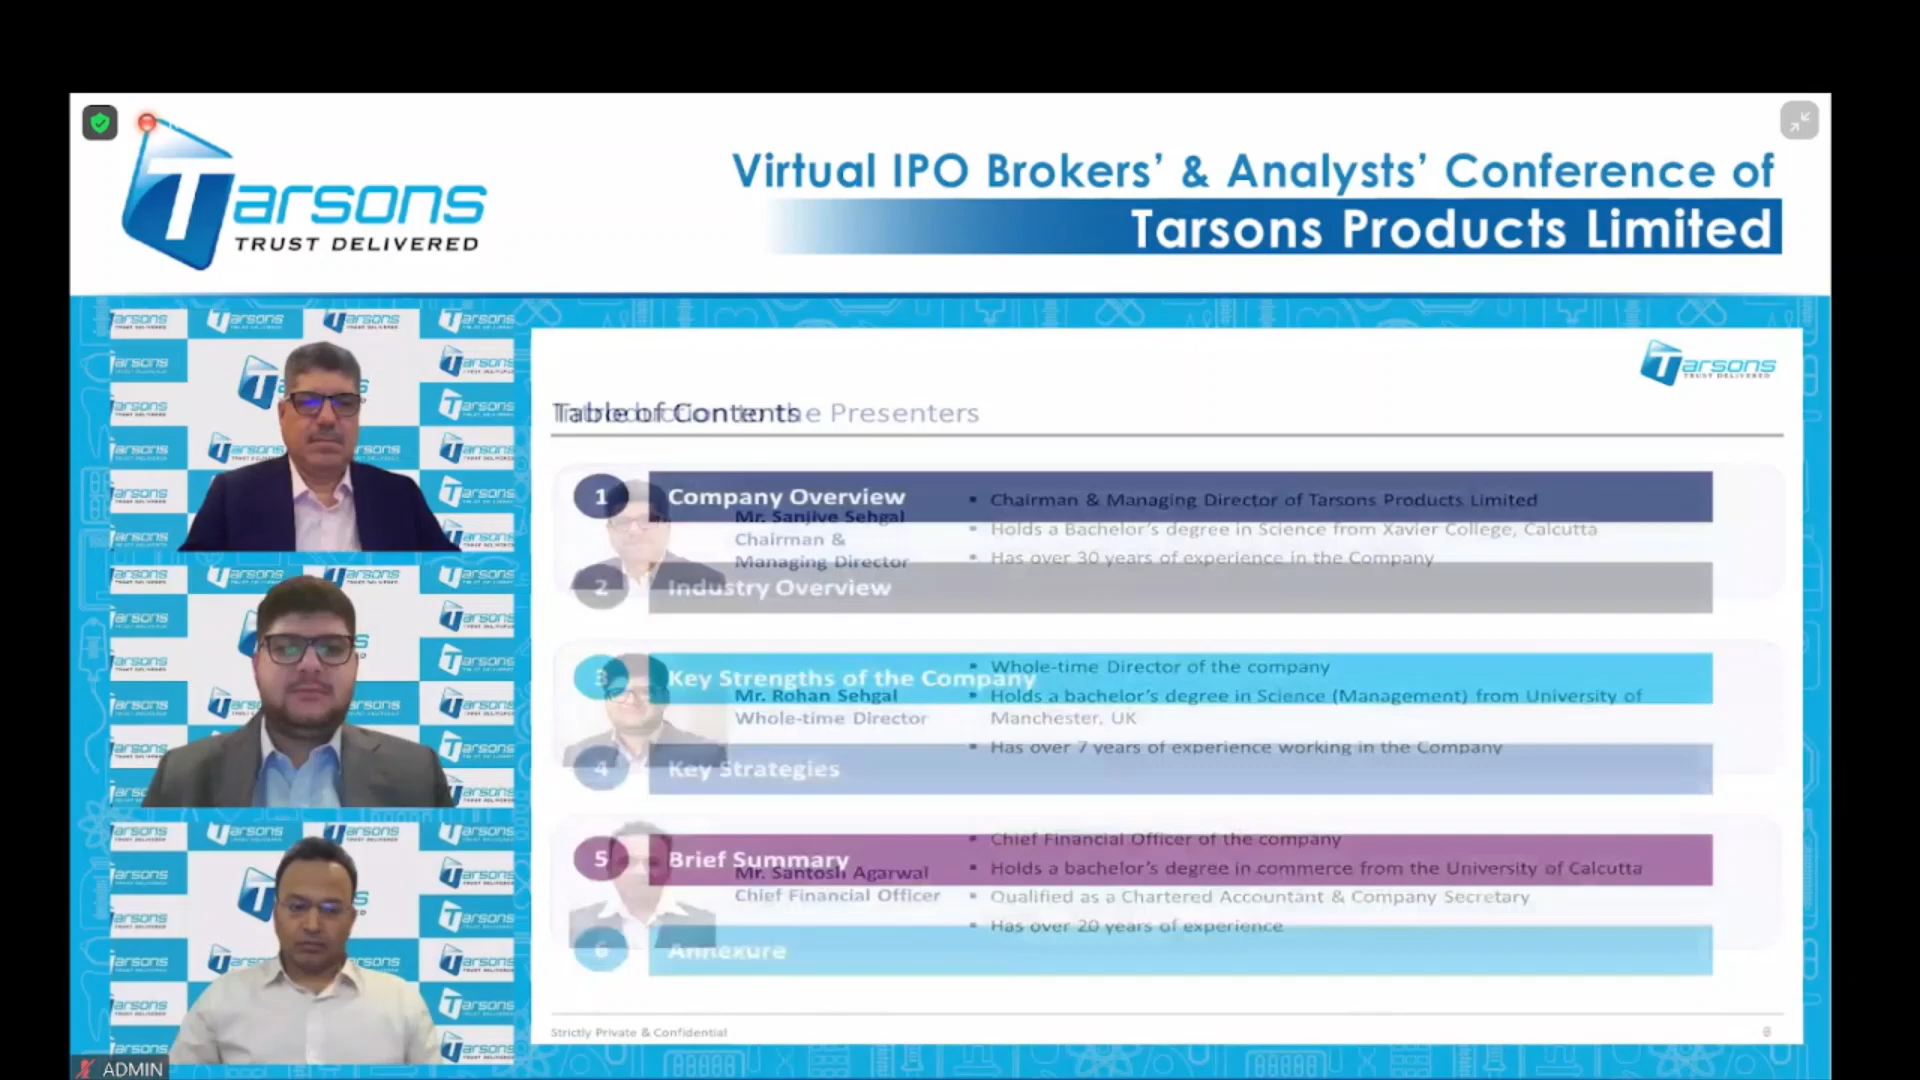 Tarsons
TRUST DELIVERED
Virtual IPO Brokers’ & Analysts’ Conference of
Tarsons Products Limited
Tarsons
TRUST DELIVERED
Table of Contents
Introduction to the Presenters
1 Company Overview
Mr. Sanjive Sehgal
Chairman &
Managing Director
▪ Chairman & Managing Director of Tarsons Products Limited
▪ Holds a Bachelor’s degree in Science from Xavier College, Calcutta
▪ Has over 30 years of experience in the Company
2 Industry Overview
3 Key Strengths of the Company
Mr. Rohan Sehgal
Whole-time Director
▪ Whole-time Director of the company
▪ Holds a bachelor’s degree in Science (Management) from University of
Manchester, UK
▪ Has over 7 years of experience working in the Company
4 Key Strategies
5 Brief Summary
Mr. Santosh Agarwal
Chief Financial Officer
▪ Chief Financial Officer of the company
▪ Holds a bachelor’s degree in commerce from the University of Calcutta
▪ Qualified as a Chartered Accountant & Company Secretary
▪ Has over 20 years of experience
6 Annexure
Strictly Private & Confidential
ADMIN